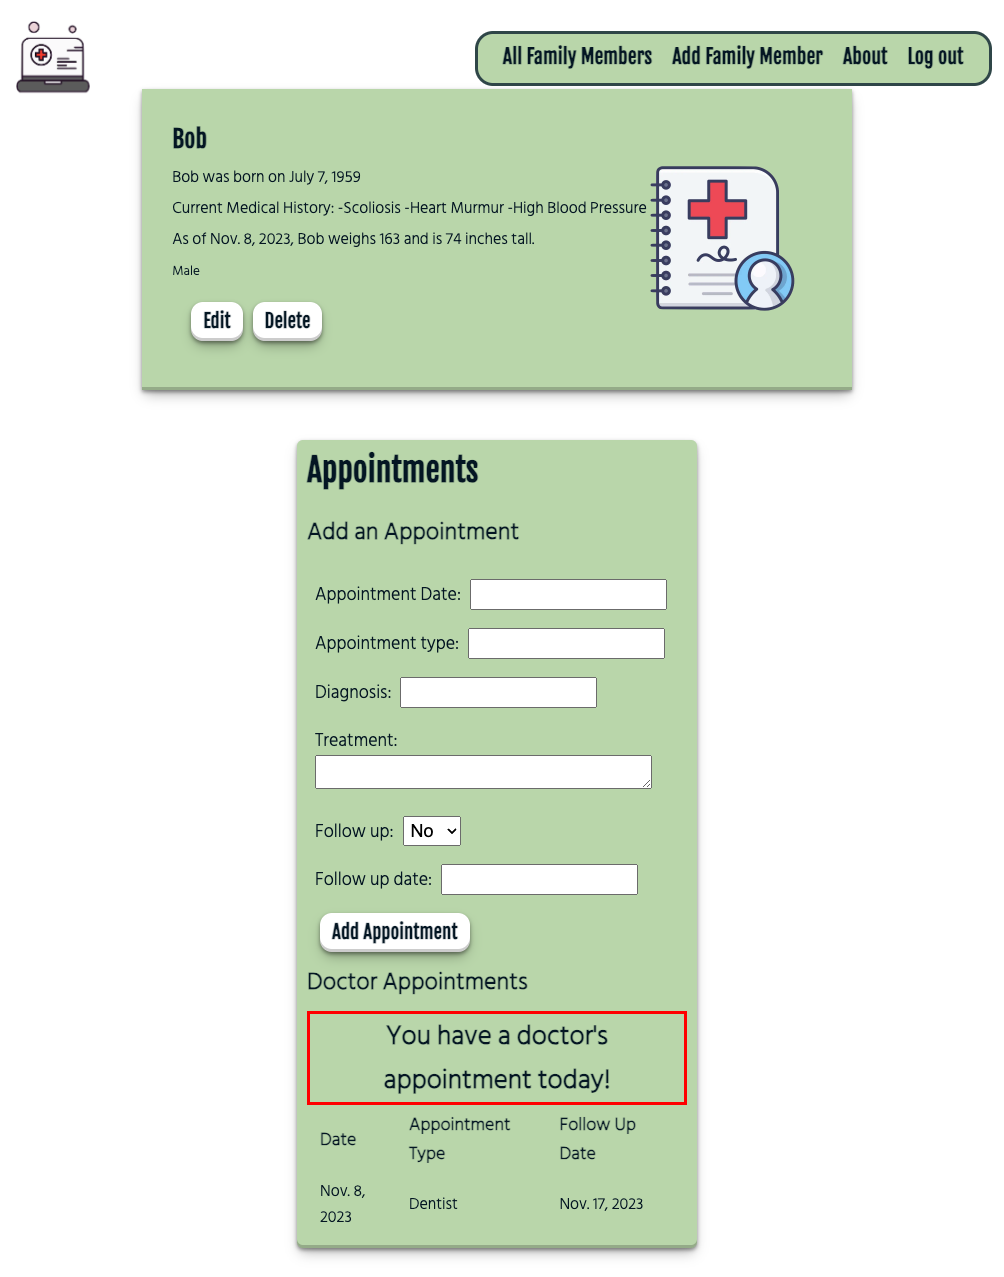 All Family Members Add Family Member About Log out
Bob
Bob was born on July 7, 1959
Current Medical History: -Scoliosis -Heart Murmur -High Blood Pressure
As of Nov. 8, 2023, Bob weighs 163 and is 74 inches tall.
Male
Edit Delete
Appointments
Add an Appointment
Appointment Date:
Appointment type:
Diagnosis:
Treatment:
Follow up: No
Follow up date:
Add Appointment
Doctor Appointments
You have a doctor's
appointment today!
Date Appointment Type Follow Up Date
Nov. 8, 2023 Dentist Nov. 17, 2023